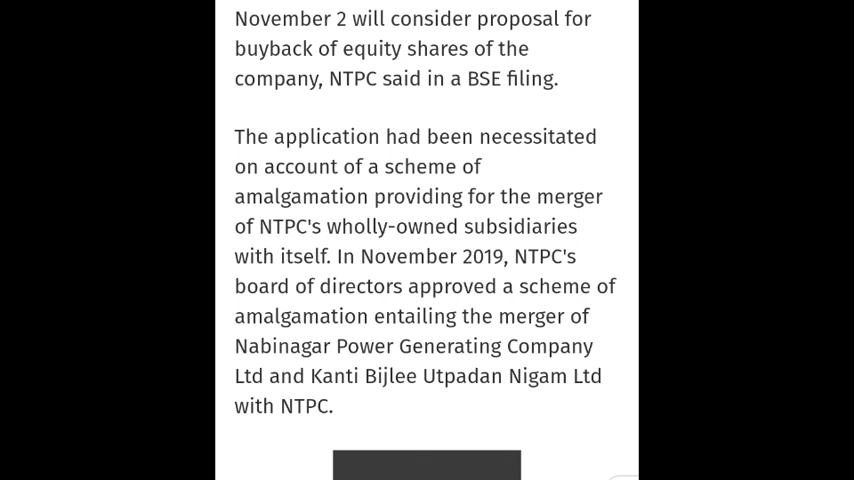 November 2 will consider proposal for
buyback of equity shares of the
company, NTPC said in a BSE filing.
The application had been necessitated
on account of a scheme of
amalgamation providing for the merger
of NTPC's wholly-owned subsidiaries
with itself. In November 2019, NTPC's
board of directors approved a scheme of
amalgamation entailing the merger of
Nabinagar Power Generating Company
Ltd and Kanti Bijlee Utpadan Nigam Ltd
with NTPC.